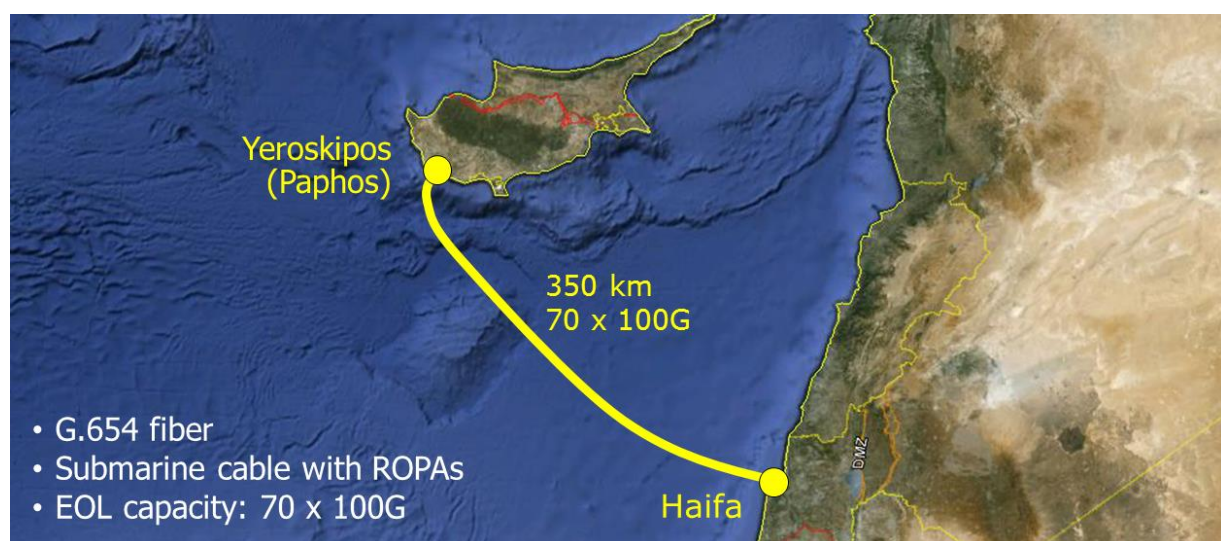 Yeroskipos
(Paphos)
350 km
70 x 100G
DMZ
Haifa
• G.654 fiber
• Submarine cable with ROPAs
• EOL capacity: 70 x 100G